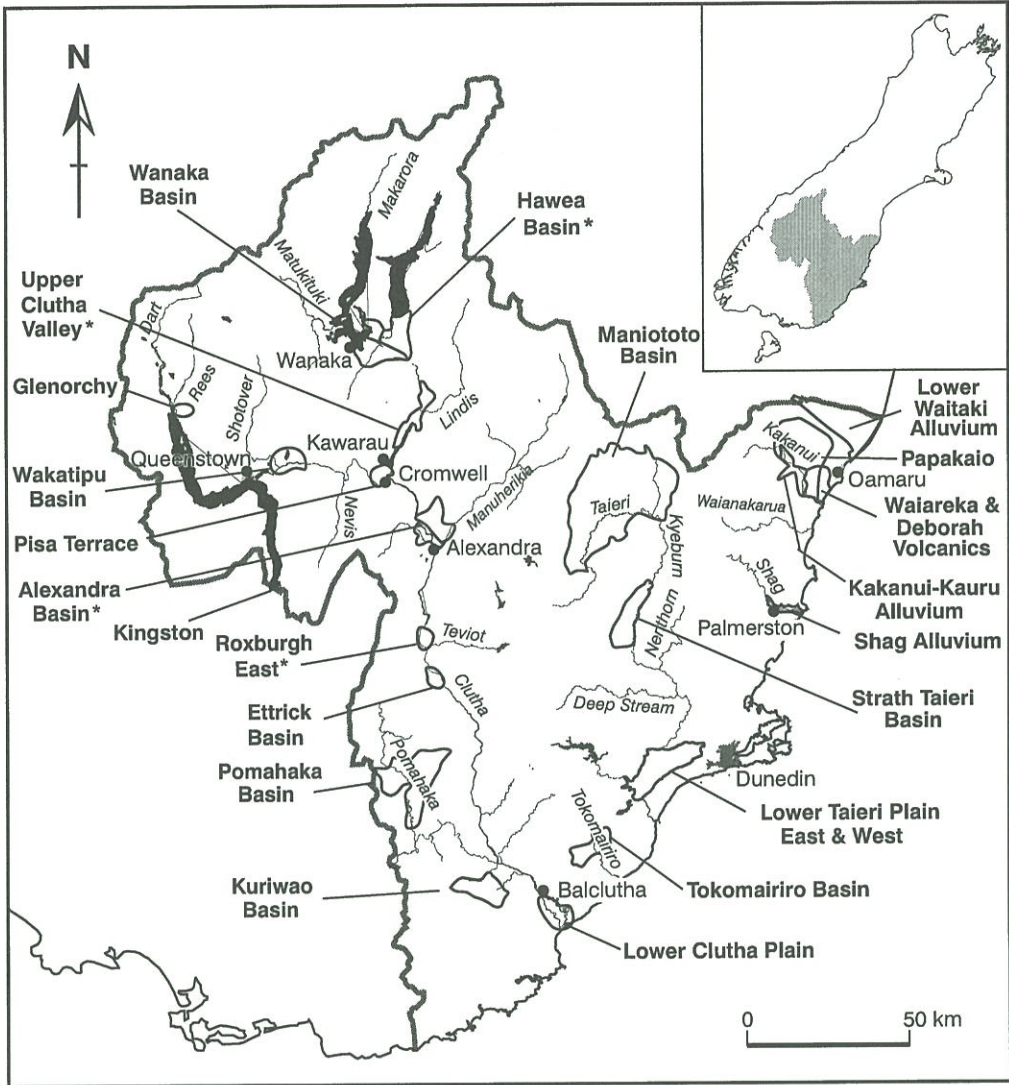 N
Wanaka
Basin
Makarora
Hawea
Basin*
Matukituki
Upper
Clutha
Valley*
Dart
Maniototo
Basin
Wanaka
Glenorchy
Rees
Shotover
Lindis
Lower
Waitaki
Alluvium
Kakanui
Papakaio
Queenstown
Kawarau
Cromwell
Oamaru
Wakatipu
Basin
Nevis
Manuherikia
Taieri
Waianakarua
Waiareka &
Deborah
Volcanics
Pisa Terrace
Alexandra
Kyeburn
Alexandra
Basin*
Shag
Kakanui-Kauru
Alluvium
Kingston
Nenthorn
Palmerston
Shag Alluvium
Roxburgh
East*
Teviot
Strath Taieri
Basin
Ettrick
Basin
Clutha
Deep Stream
Pomahaka
Basin
Pomahaka
Dunedin
Lower Taieri Plain
East & West
Tokomairiro
Kuriwao
Basin
Balclutha
Tokomairiro Basin
Lower Clutha Plain
0 50 km